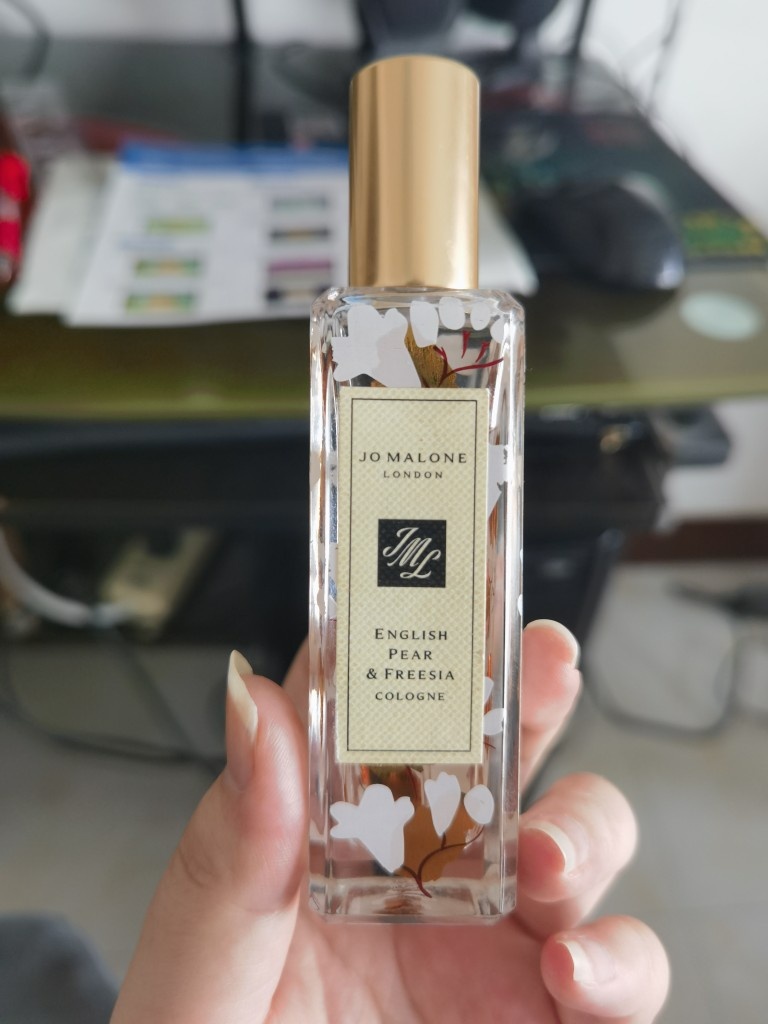 JO MALONE
LONDON
JML
ENGLISH
PEAR
& FREESIA
COLOGNE